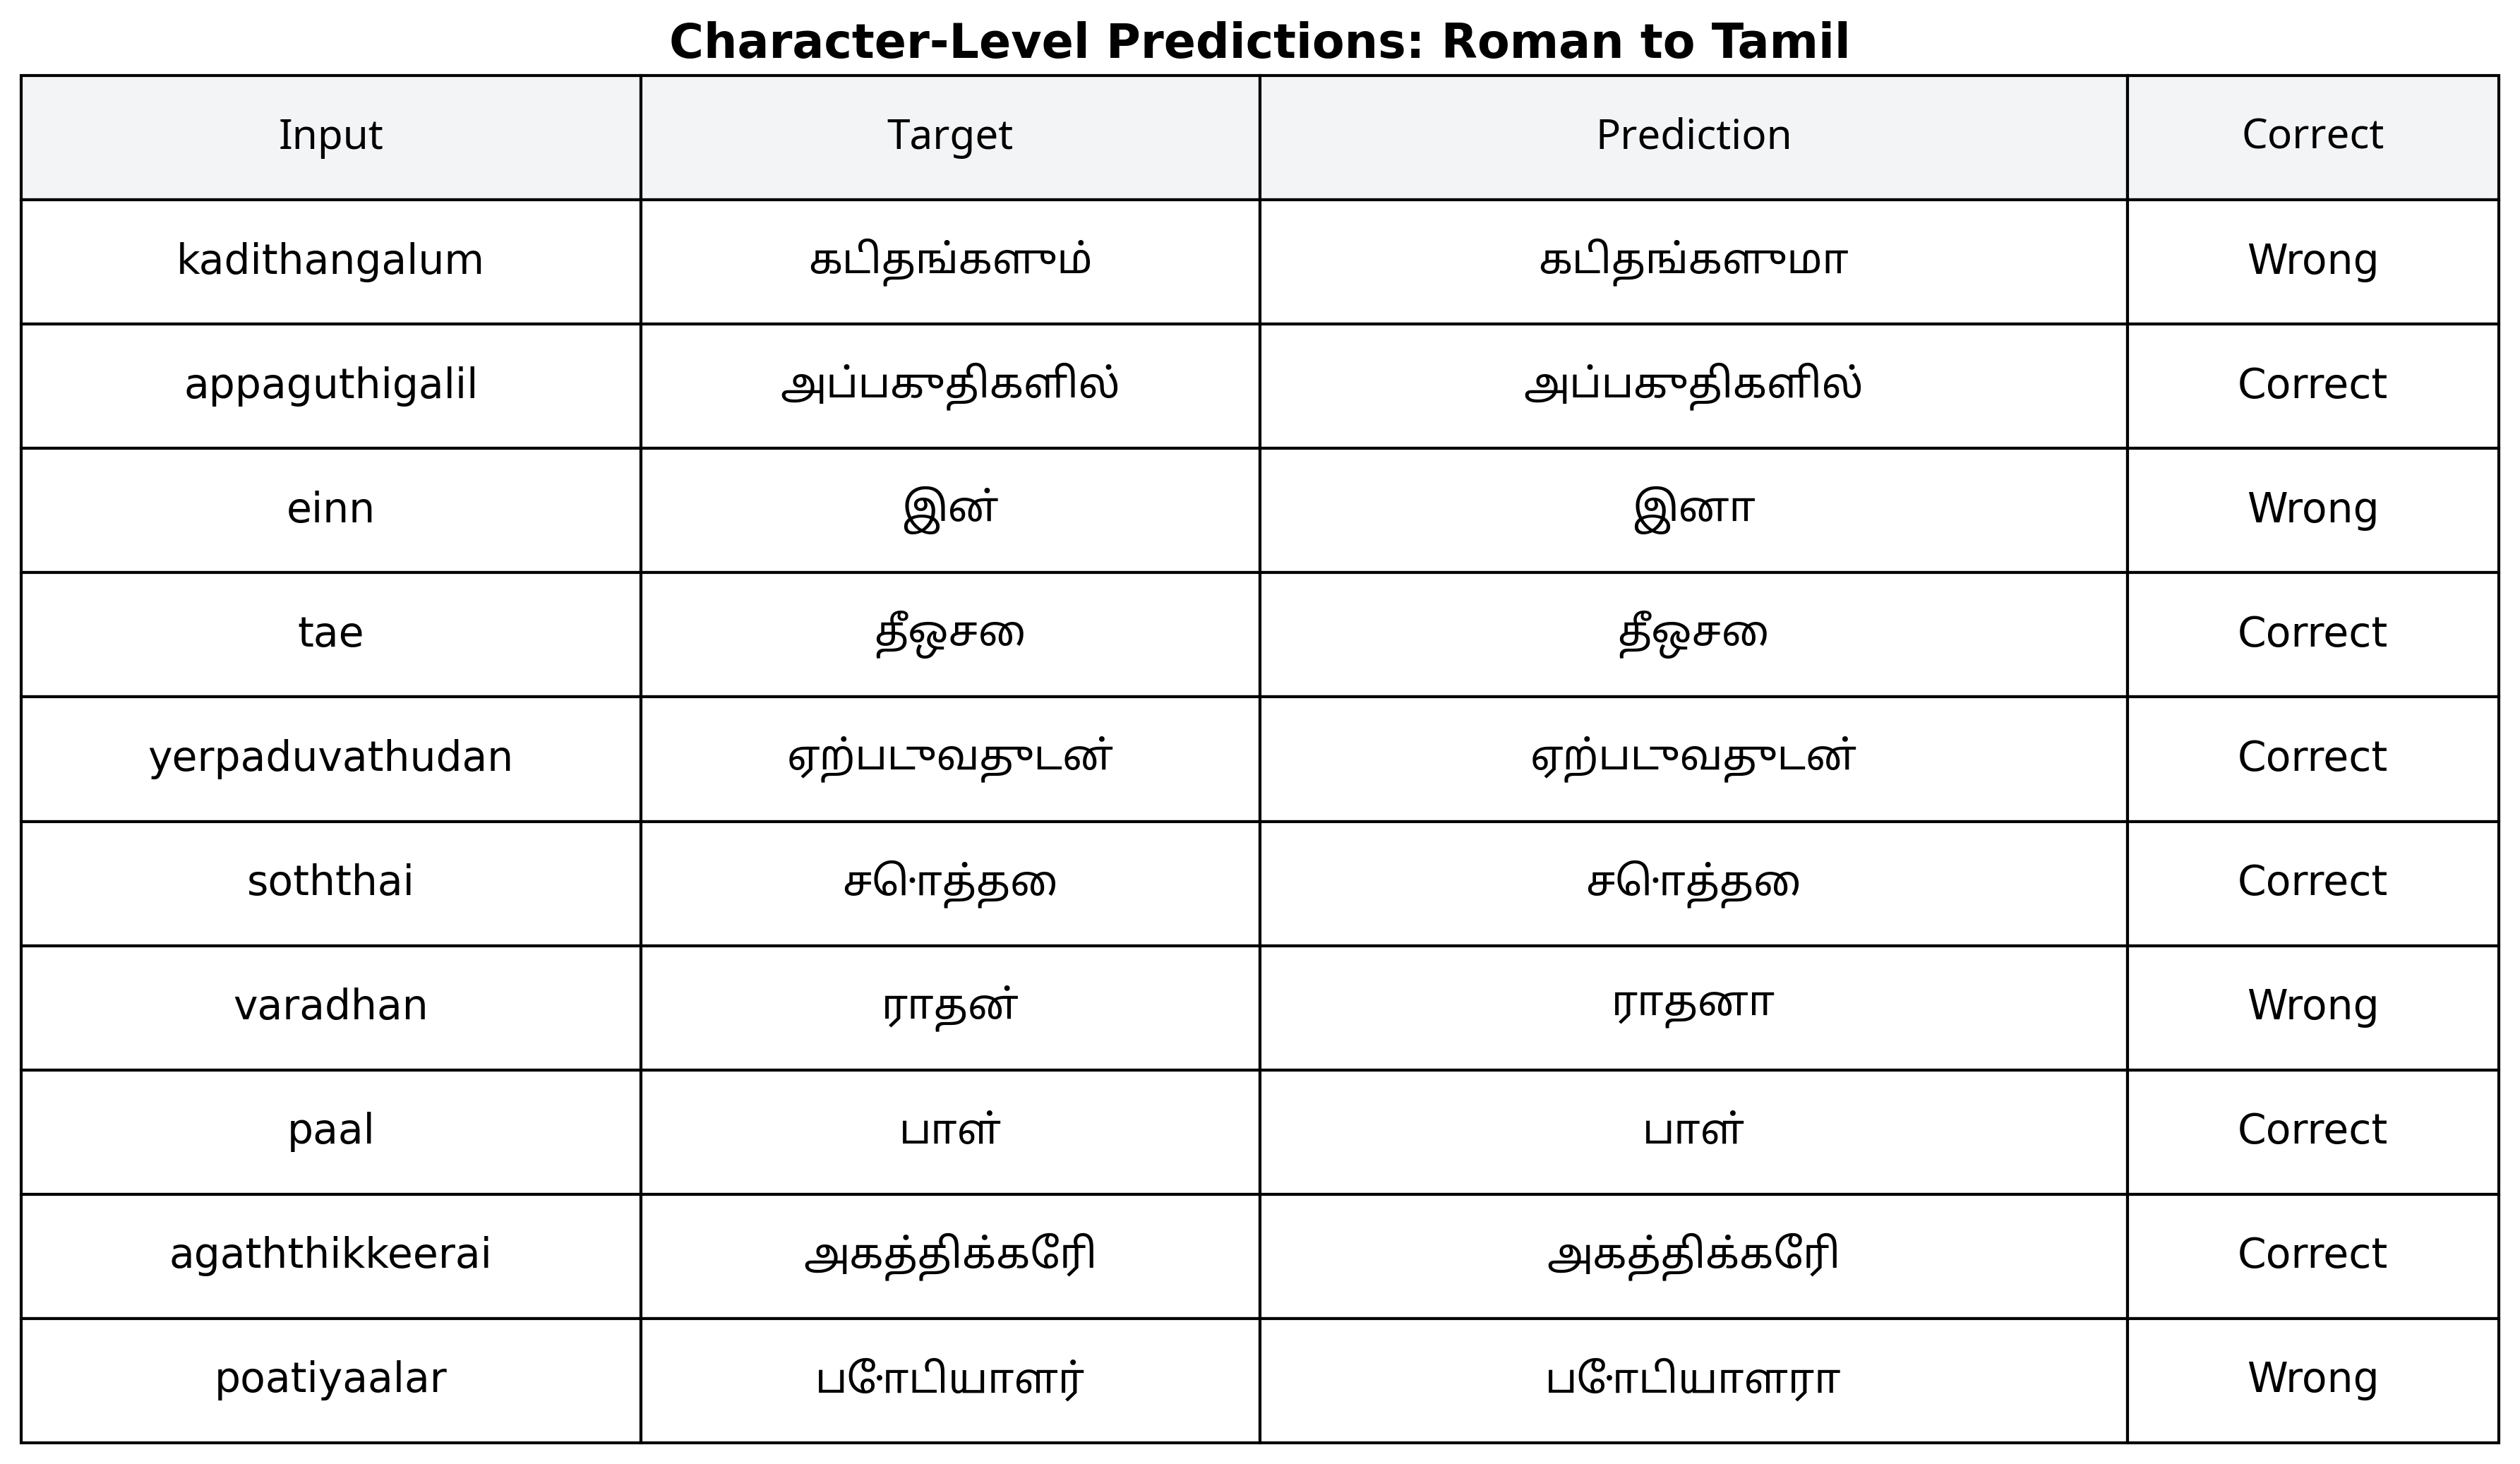 Character-Level Predictions: Roman to Tamil
Input Target Prediction Correct
kadithangalum கடிதங்களும் கடிதங்களுமா Wrong
appaguthigalil அப்பகுதிகளில் அப்பகுதிகளில் Correct
einn இன் இனா Wrong
tae தீஒசை தீஒசை Correct
yerpaduvathudan ஏற்படுவதுடன் ஏற்படுவதுடன் Correct
soththai சொத்தை சொத்தை Correct
varadhan ராதன் ராதனா Wrong
paal பாள் பாள் Correct
agaththikkeerai அகத்திக்கேரி அகத்திக்கேரி Correct
poatiyaalar போடியாளர் போடியாளரா Wrong